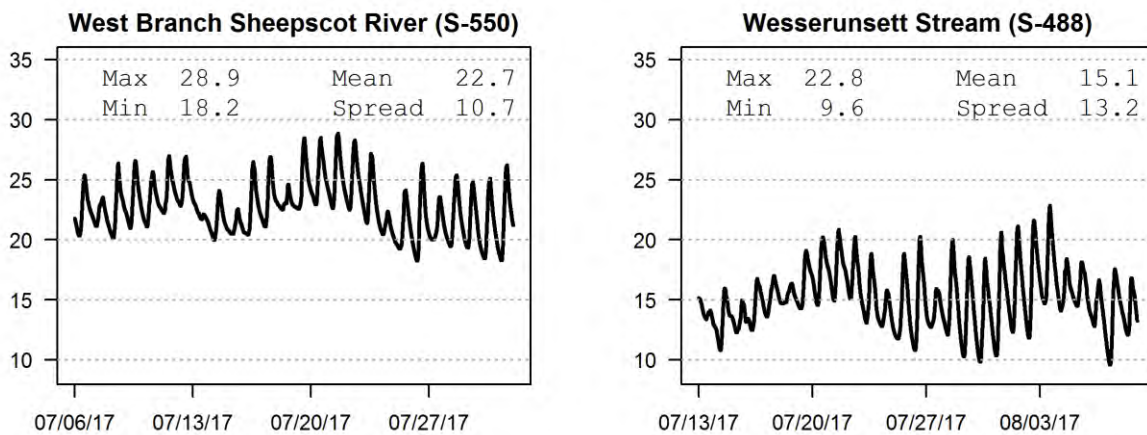 West Branch Sheepscot River (S-550)
35
30
25
20
15
10
Max 28.9 Mean 22.7
Min 18.2 Spread 10.7
07/06/17 07/13/17 07/20/17 07/27/17
Wesserunsett Stream (S-488)
35
30
25
20
15
10
Max 22.8 Mean 15.1
Min 9.6 Spread 13.2
07/13/17 07/20/17 07/27/17 08/03/17